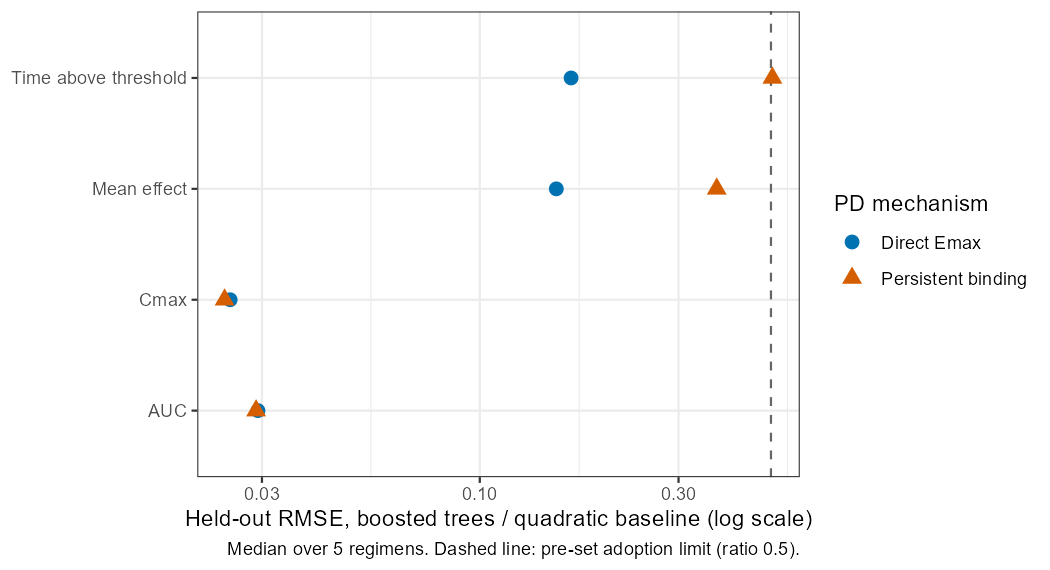 Time above threshold
Mean effect
Cmax
AUC
0.03
0.10
0.30
Held-out RMSE, boosted trees / quadratic baseline (log scale)
Median over 5 regimens. Dashed line: pre-set adoption limit (ratio 0.5).
PD mechanism
Direct Emax
Persistent binding